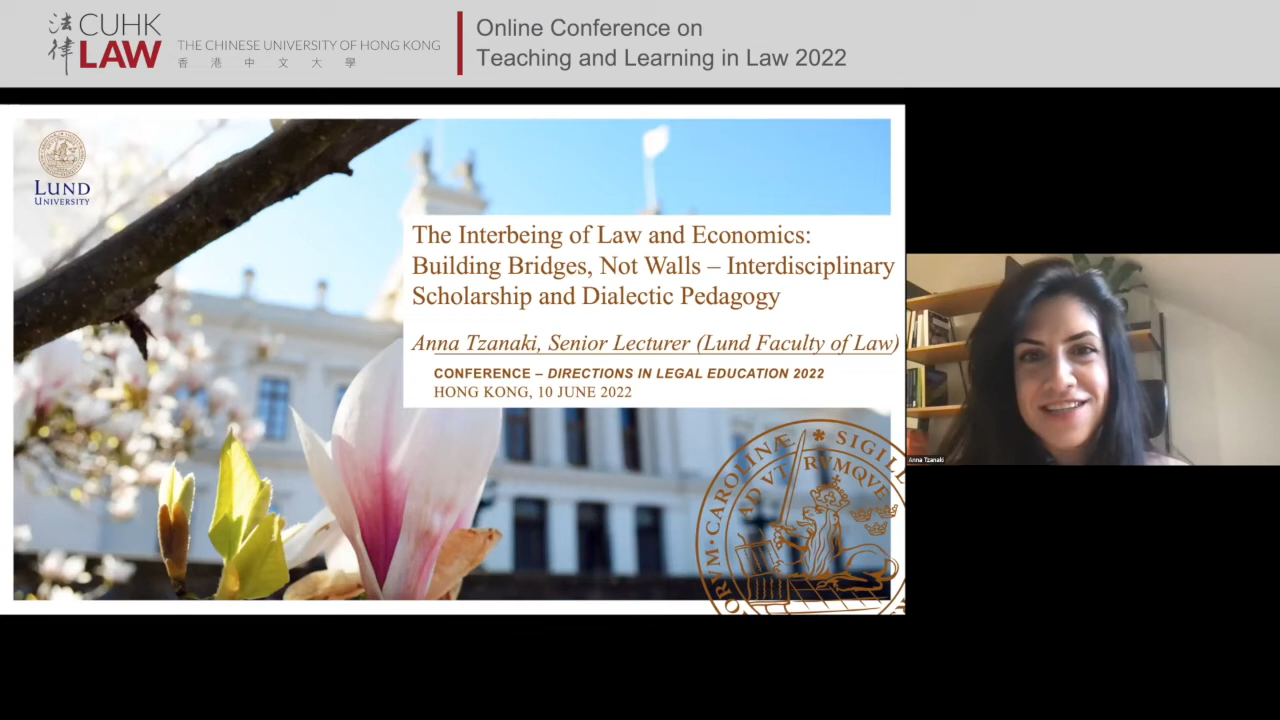 法律
CUHK
LAW
THE CHINESE UNIVERSITY OF HONG KONG
香港中文大學
Online Conference on
Teaching and Learning in Law 2022
LUND
UNIVERSITY
The Interbeing of Law and Economics:
Building Bridges, Not Walls – Interdisciplinary
Scholarship and Dialectic Pedagogy
Anna Tzanaki, Senior Lecturer (Lund Faculty of Law)
CONFERENCE – DIRECTIONS IN LEGAL EDUCATION 2022
HONG KONG, 10 JUNE 2022
ORVM · CAROLINÆ * SIGILL
AD VTRVMQVE
Anna Tzanaki